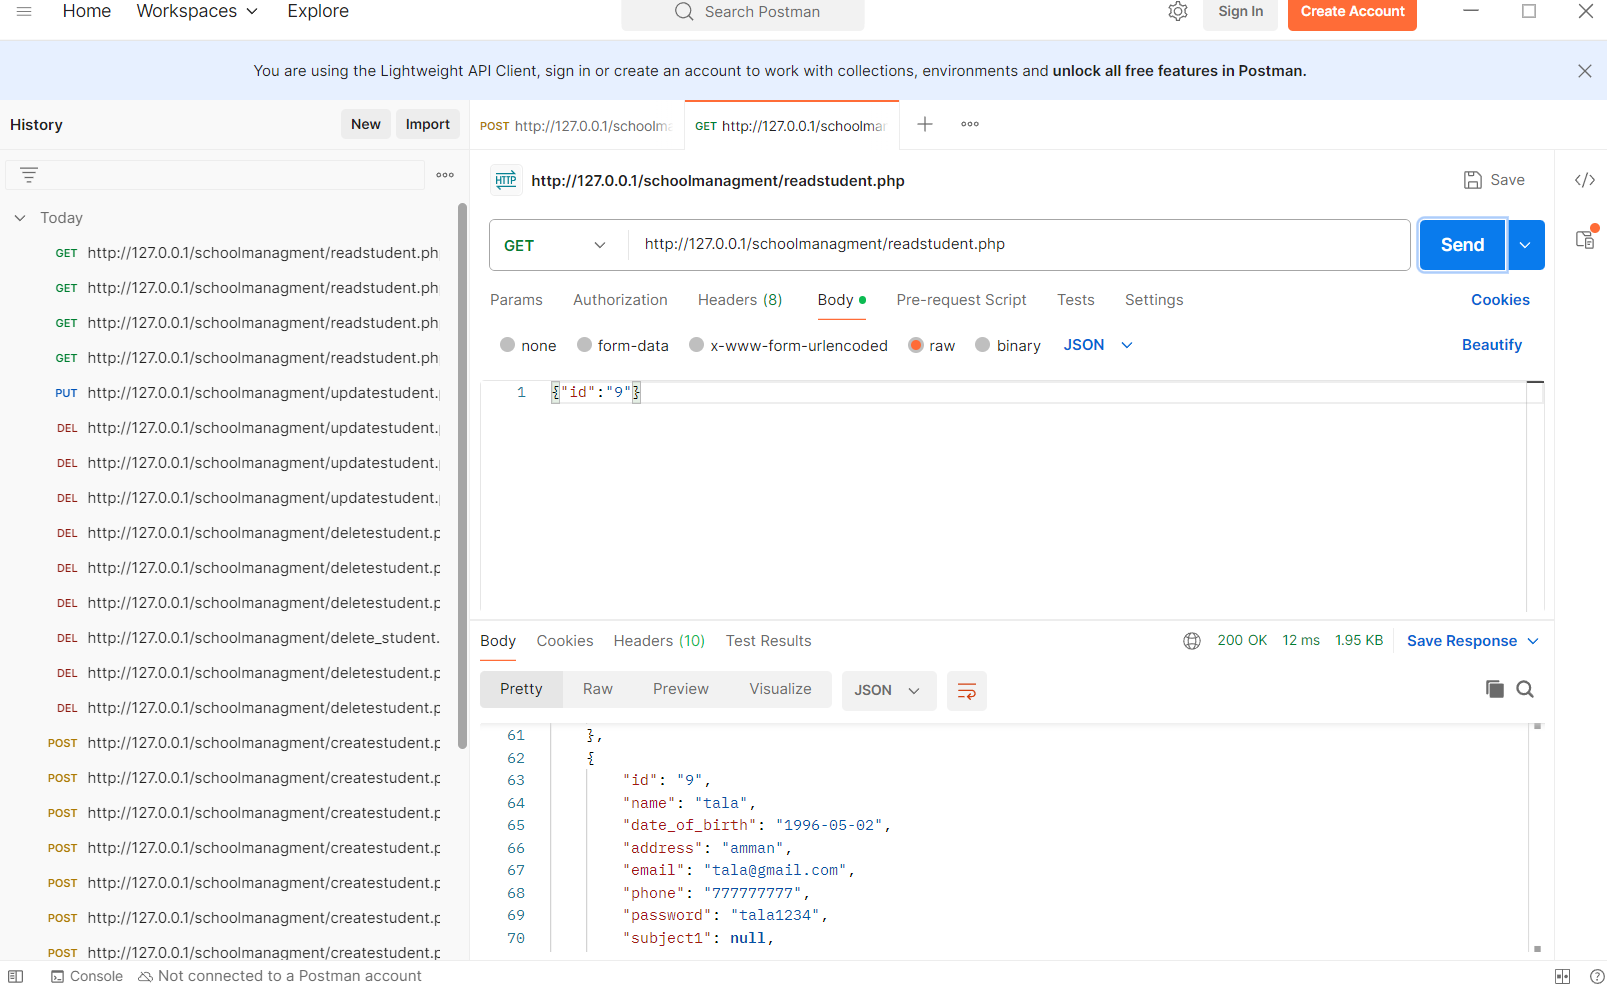 Home Workspaces Explore Search Postman Sign In Create Account
You are using the Lightweight API Client, sign in or create an account to work with collections, environments and unlock all free features in Postman.
History New Import
POST http://127.0.0.1/schoolma GET http://127.0.0.1/schoolmar
HTTP http://127.0.0.1/schoolmanagment/readstudent.php Save
Today
GET http://127.0.0.1/schoolmanagment/readstudent.ph
GET http://127.0.0.1/schoolmanagment/readstudent.ph
GET http://127.0.0.1/schoolmanagment/readstudent.ph
GET http://127.0.0.1/schoolmanagment/readstudent.ph
PUT http://127.0.0.1/schoolmanagment/updatestudent.p
DEL http://127.0.0.1/schoolmanagment/updatestudent.p
DEL http://127.0.0.1/schoolmanagment/updatestudent.p
DEL http://127.0.0.1/schoolmanagment/updatestudent.p
DEL http://127.0.0.1/schoolmanagment/deletestudent.p
DEL http://127.0.0.1/schoolmanagment/deletestudent.p
DEL http://127.0.0.1/schoolmanagment/deletestudent.p
DEL http://127.0.0.1/schoolmanagment/delete_student.
DEL http://127.0.0.1/schoolmanagment/deletestudent.p
DEL http://127.0.0.1/schoolmanagment/deletestudent.p
POST http://127.0.0.1/schoolmanagment/createstudent.p
POST http://127.0.0.1/schoolmanagment/createstudent.p
POST http://127.0.0.1/schoolmanagment/createstudent.p
POST http://127.0.0.1/schoolmanagment/createstudent.p
POST http://127.0.0.1/schoolmanagment/createstudent.p
POST http://127.0.0.1/schoolmanagment/createstudent.p
POST http://127.0.0.1/schoolmanagment/createstudent.p
GET http://127.0.0.1/schoolmanagment/readstudent.php Send
Params Authorization Headers (8) Body Pre-request Script Tests Settings Cookies
none form-data x-www-form-urlencoded raw binary JSON Beautify
1 {"id":"9"}
Body Cookies Headers (10) Test Results 200 OK 12 ms 1.95 KB Save Response
Pretty Raw Preview Visualize JSON
61 },
62 {
63 "id": "9",
64 "name": "tala",
65 "date_of_birth": "1996-05-02",
66 "address": "amman",
67 "email": "tala@gmail.com",
68 "phone": "777777777",
69 "password": "tala1234",
70 "subject1": null,
Console Not connected to a Postman account